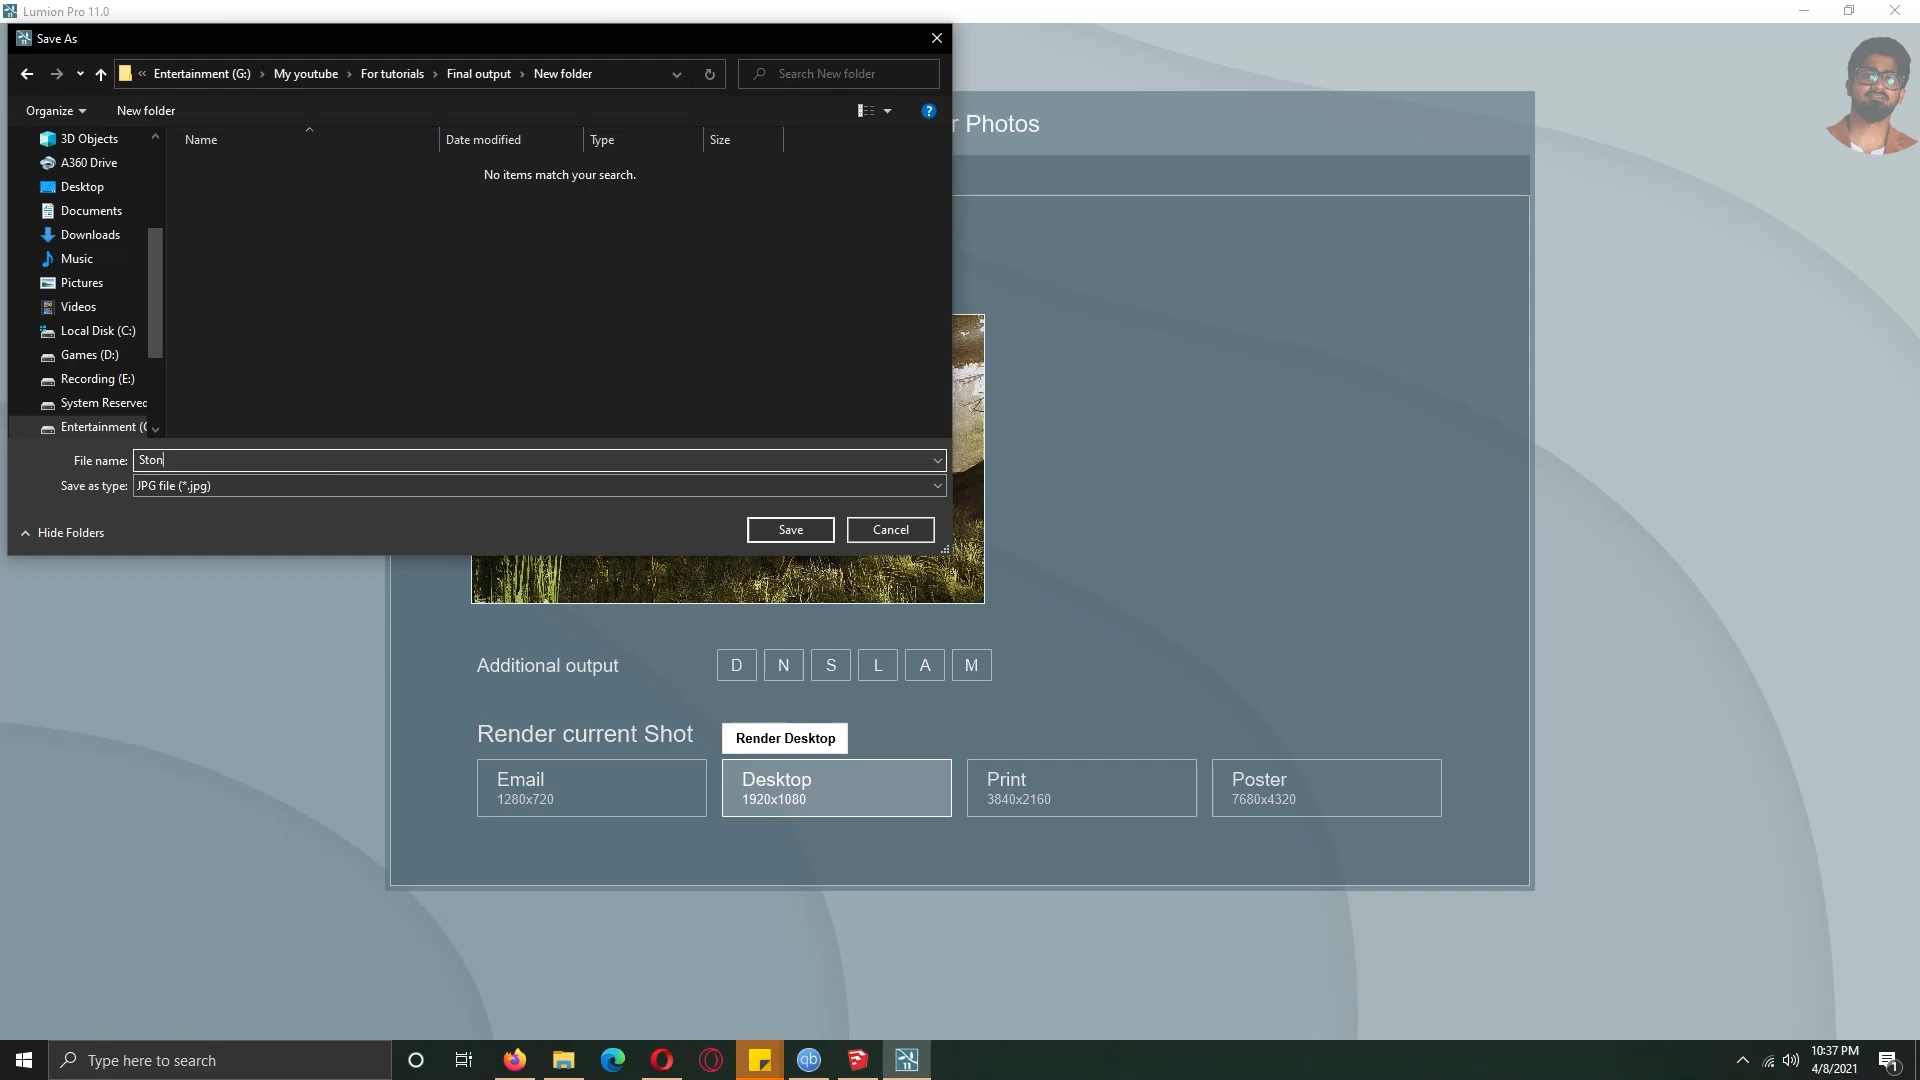 Lumion Pro 11.0
Save As
« Entertainment (G:) › My youtube › For tutorials › Final output › New folder
Search New folder
Organize
New folder
?
r Photos
Name
Date modified
Type
Size
No items match your search.
3D Objects
A360 Drive
Desktop
Documents
Downloads
Music
Pictures
Videos
Local Disk (C:)
Games (D:)
Recording (E:)
System Reserved
Entertainment (G
File name: Ston
Save as type: JPG file (*.jpg)
Hide Folders
Save
Cancel
Additional output
D N S L A M
Render current Shot
Render Desktop
Email
1280x720
Desktop
1920x1080
Print
3840x2160
Poster
7680x4320
Type here to search
qb
10:37 PM
4/8/2021
1